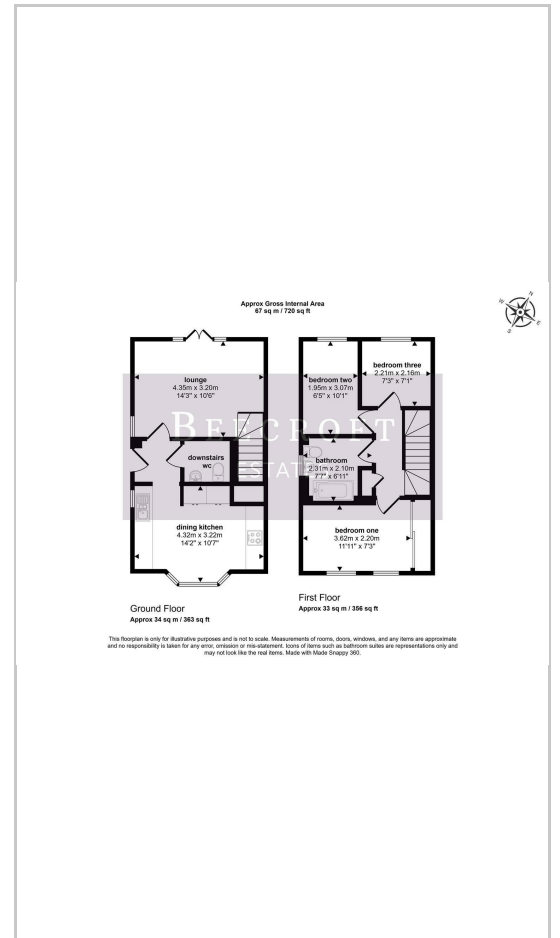 Approx Gross Internal Area
67 sq m / 720 sq ft
N
W
E
S
lounge
4.35m x 3.20m
14'3" x 10'6"
downstairs
wc
dining kitchen
4.32m x 3.22m
14'2" x 10'7"
bedroom two
1.95m x 3.07m
6'5" x 10'1"
bedroom three
2.21m x 2.16m
7'3" x 7'1"
BEECROFT
ESTATE
bathroom
2.31m x 2.10m
7'7" x 6'11"
bedroom one
3.62m x 2.20m
11'11" x 7'3"
Ground Floor
Approx 34 sq m / 363 sq ft
First Floor
Approx 33 sq m / 356 sq ft
This floorplan is only for illustrative purposes and is not to scale. Measurements of rooms, doors, windows, and any items are approximate
and no responsibility is taken for any error, omission or mis-statement. Icons of items such as bathroom suites are representations only and
may not look like the real items. Made with Made Snappy 360.